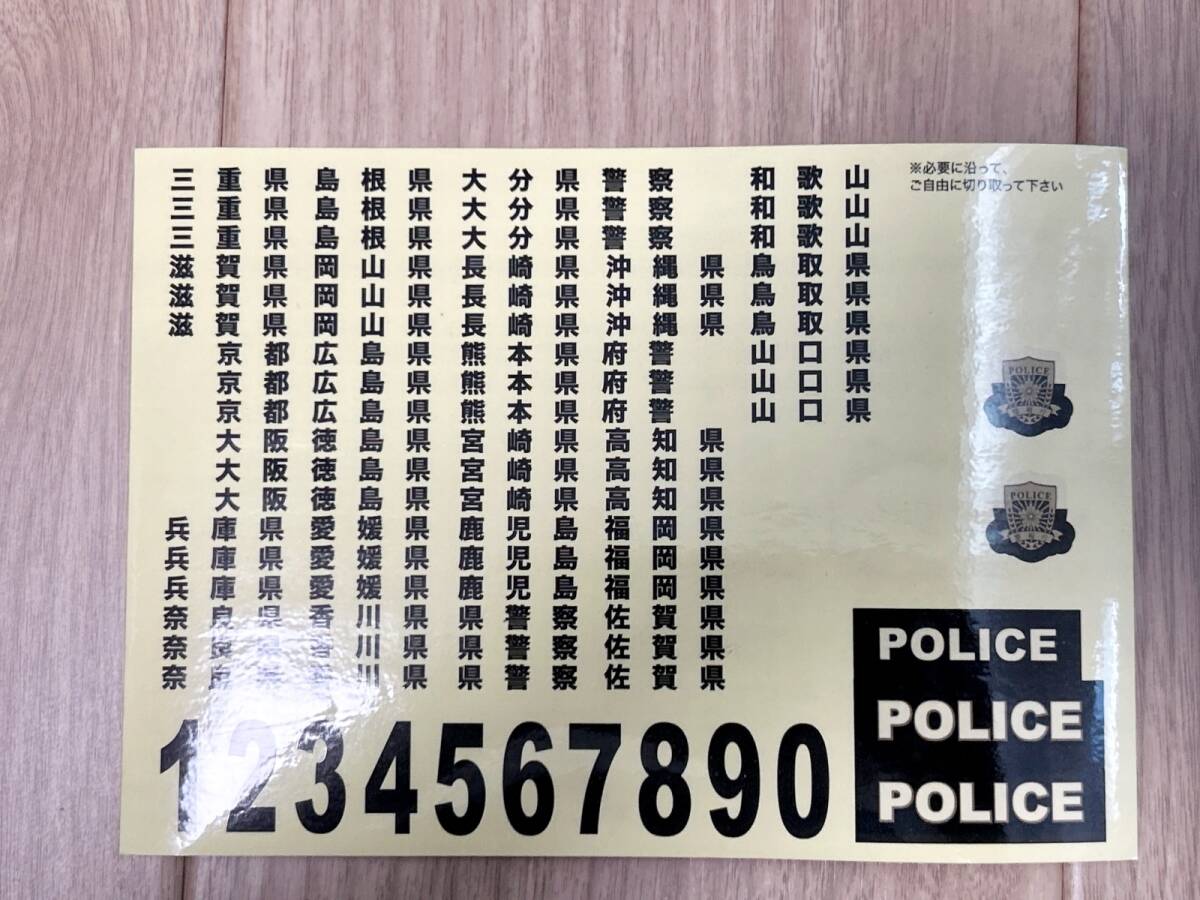 三重県島根県大分県警察和歌山
三重県島根県大分県警察和歌山
三重県島根県大分県警察和歌山
滋賀県岡山県長崎県沖縄県鳥取県
滋賀県岡山県長崎県沖縄県鳥取県
滋賀県岡山県長崎県沖縄県鳥取県
京都広島県熊本県府警山口県
京都広島県熊本県府警山口県
京都広島県熊本県府警山口県
大阪徳島県宮崎県高知県
大阪徳島県宮崎県高知県
大阪徳島県宮崎県高知県
兵庫県愛媛県鹿児島福岡県
兵庫県愛媛県鹿児島福岡県
兵庫県愛媛県鹿児島福岡県
奈良県香川県県警察佐賀県
奈良県香川県県警察佐賀県
奈良県香川県県警察佐賀県
1234567890
※必要に沿って、
ご自由に切り取って下さい
POLICE
POLICE
POLICE
POLICE
POLICE